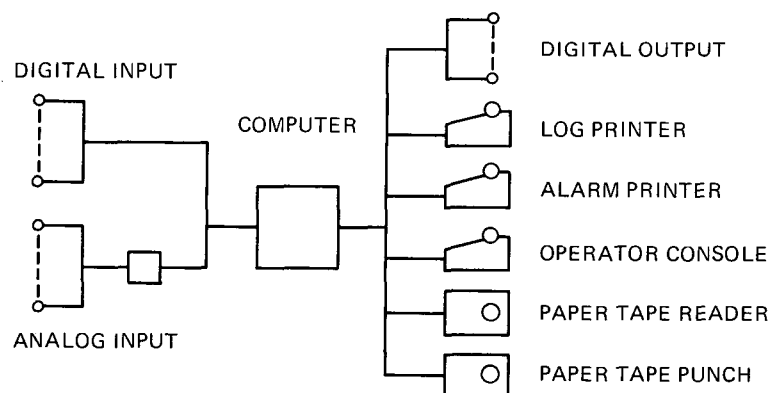 DIGITAL INPUT
ANALOG INPUT
COMPUTER
DIGITAL OUTPUT
LOG PRINTER
ALARM PRINTER
OPERATOR CONSOLE
PAPER TAPE READER
PAPER TAPE PUNCH